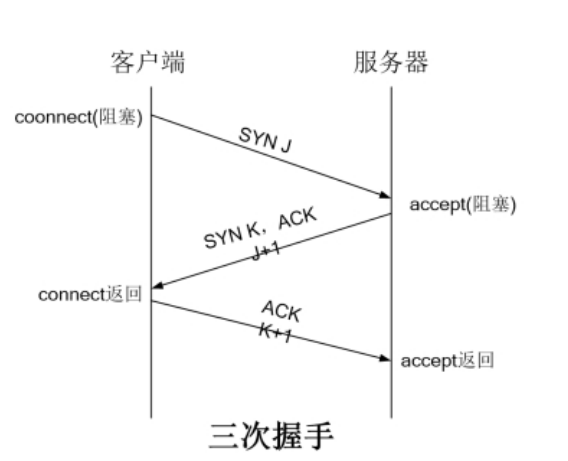 客户端
服务器
coonnect(阻塞)
SYN J
accept(阻塞)
SYN K，ACK
J+1
connect返回
ACK
K+1
accept返回
三次握手